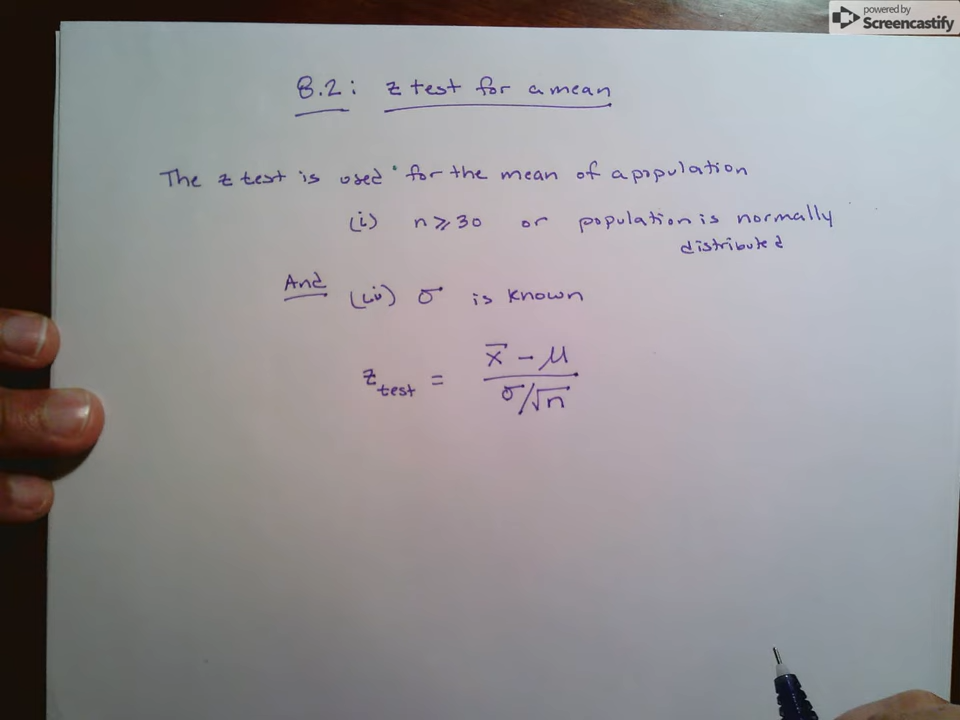 powered by
Screencastify
8.2: z test for a mean
The z test is used for the mean of a population
(i) n ≥ 30 or population is normally
distributed
And (ii) σ is known
z test = x̄ - μ / σ/√n